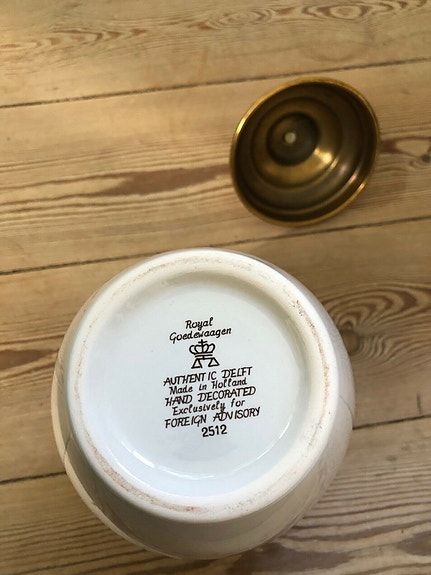 Royal
Goedewaagen
AUTHENTIC DELFT
Made in Holland
HAND DECORATED
Exclusively for
FOREIGN ADVISORY
2512